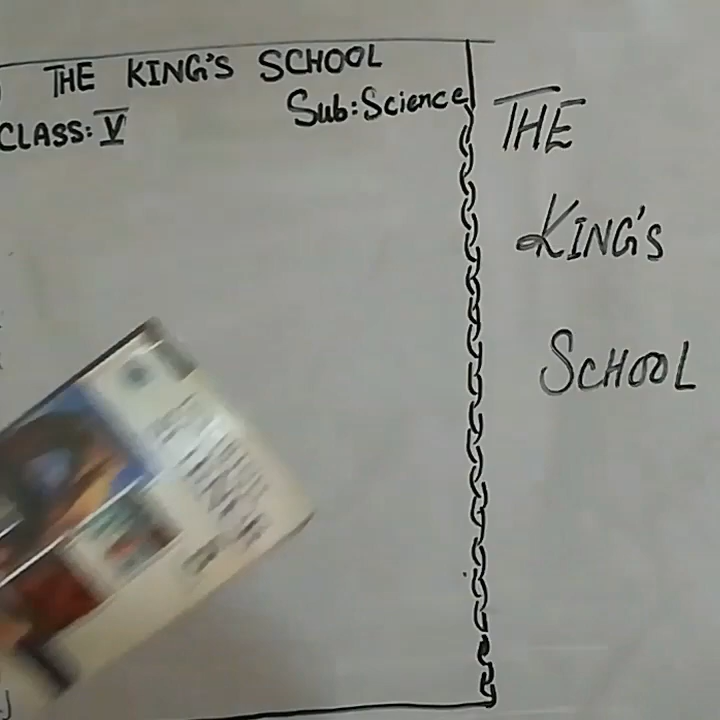 THE KING'S SCHOOL
CLASS: V
Sub: Science
THE
KING'S
SCHOOL